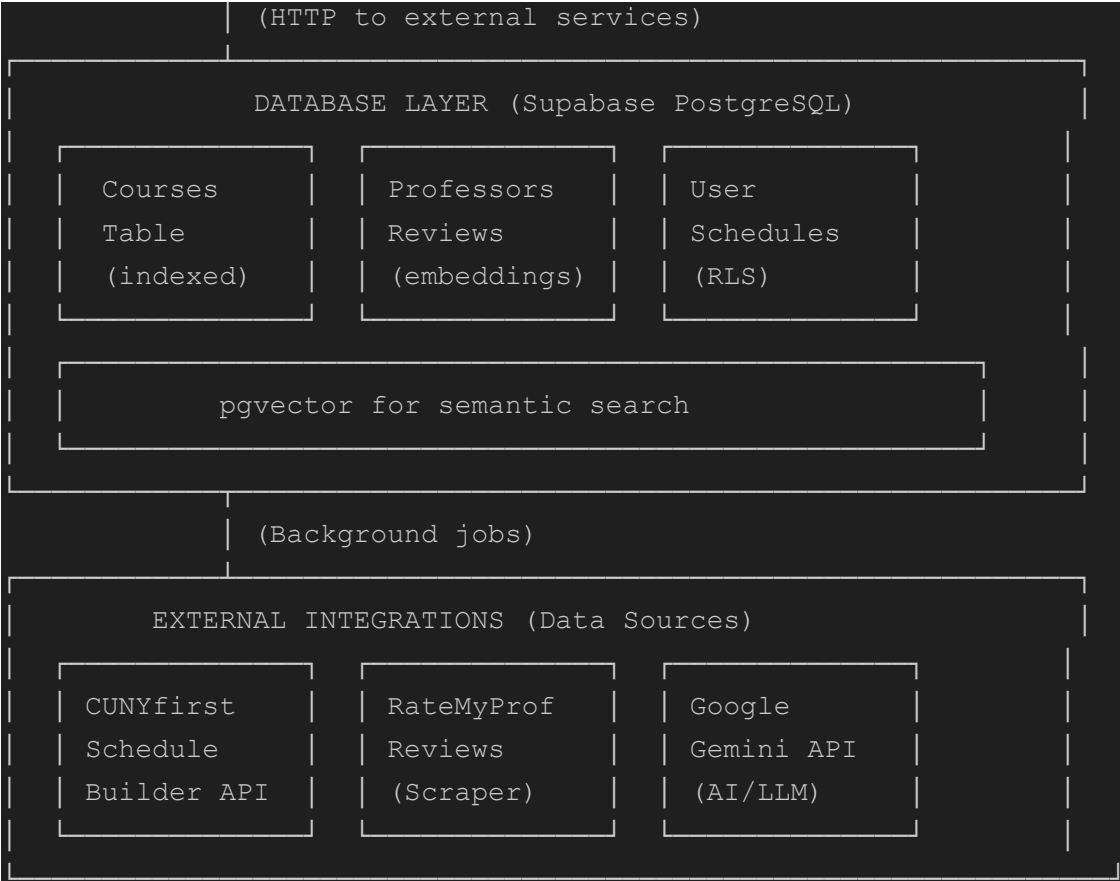 (HTTP to external services)
DATABASE LAYER (Supabase PostgreSQL)
Courses Professors User
Table Reviews Schedules
(indexed) (embeddings) (RLS)
pgvector for semantic search
(Background jobs)
EXTERNAL INTEGRATIONS (Data Sources)
CUNYfirst RateMyProf Google
Schedule Reviews Gemini API
Builder API (Scraper) (AI/LLM)